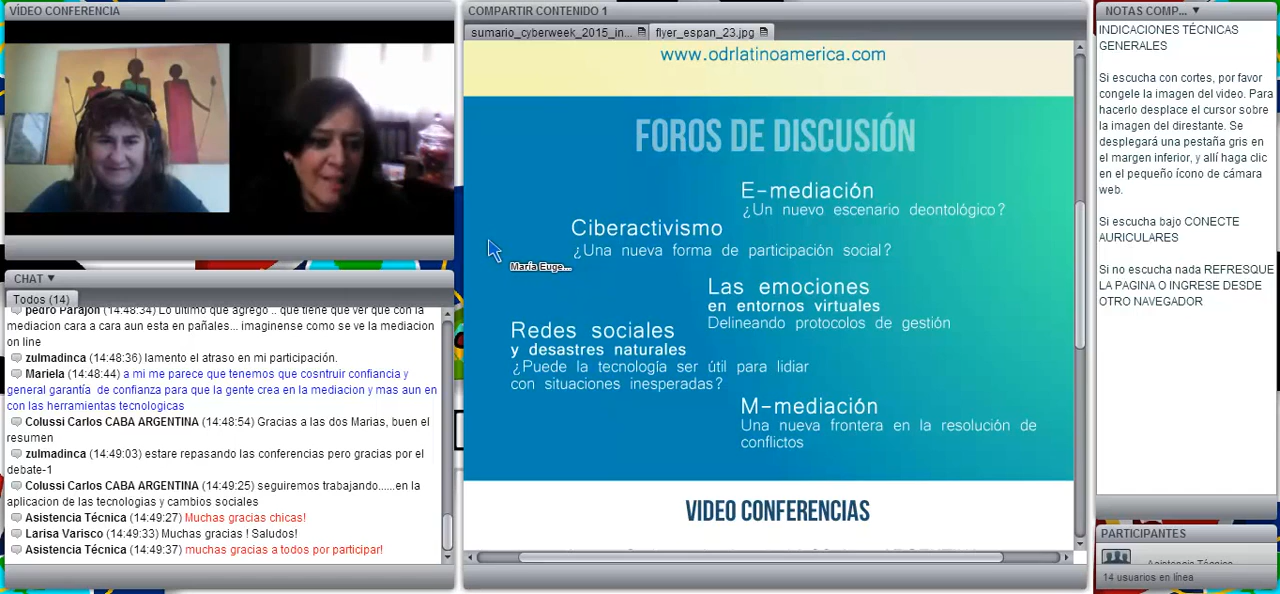 VÍDEO CONFERENCIA
CHAT
Todos (14)
pedro Parajon (14:48:34) Lo ultimo que agrego .. que tiene que ver que con la
mediacion cara a cara aun esta en pañales... imaginense como se ve la mediacion
on line
zulmadinca (14:48:36) lamento el atraso en mi participación.
Mariela (14:48:44) a mi me parece que tenemos que cosntruir confianza y
general garantía de confianza para que la gente crea en la mediacion y mas aun en
con las herramientas tecnologicas
Colussi Carlos CABA ARGENTINA (14:48:54) Gracias a las dos Marias, buen el
resumen
zulmadinca (14:49:03) estare repasando las conferencias pero gracias por el
debate-1
Colussi Carlos CABA ARGENTINA (14:49:25) seguiremos trabajando......en la
aplicacion de las tecnologias y cambios sociales
Asistencia Técnica (14:49:27) Muchas gracias chicas!
Larisa Varisco (14:49:33) Muchas gracias ! Saludos!
Asistencia Técnica (14:49:37) muchas gracias a todos por participar!
COMPARTIR CONTENIDO 1
sumario_cyberweek_2015_in... flyer_espan_23.jpg
www.odrlatinoamerica.com
FOROS DE DISCUSIÓN
E-mediación
¿Un nuevo escenario deontológico?
Ciberactivismo
¿Una nueva forma de participación social?
María Euge...
Las emociones
en entornos virtuales
Delineando protocolos de gestión
Redes sociales
y desastres naturales
¿Puede la tecnología ser útil para lidiar
con situaciones inesperadas?
M-mediación
Una nueva frontera en la resolución de
conflictos
VIDEO CONFERENCIAS
NOTAS COMP...
INDICACIONES TÉCNICAS
GENERALES
Si escucha con cortes, por favor
congele la imagen del video. Para
hacerlo desplace el cursor sobre
la imagen del direstante. Se
desplegará una pestaña gris en
el margen inferior, y allí haga clic
en el pequeño ícono de cámara
web.
Si escucha bajo CONECTE
AURICULARES
Si no escucha nada REFRESQUE
LA PAGINA O INGRESE DESDE
OTRO NAVEGADOR
PARTICIPANTES
Asistencia Técnica
14 usuarios en línea